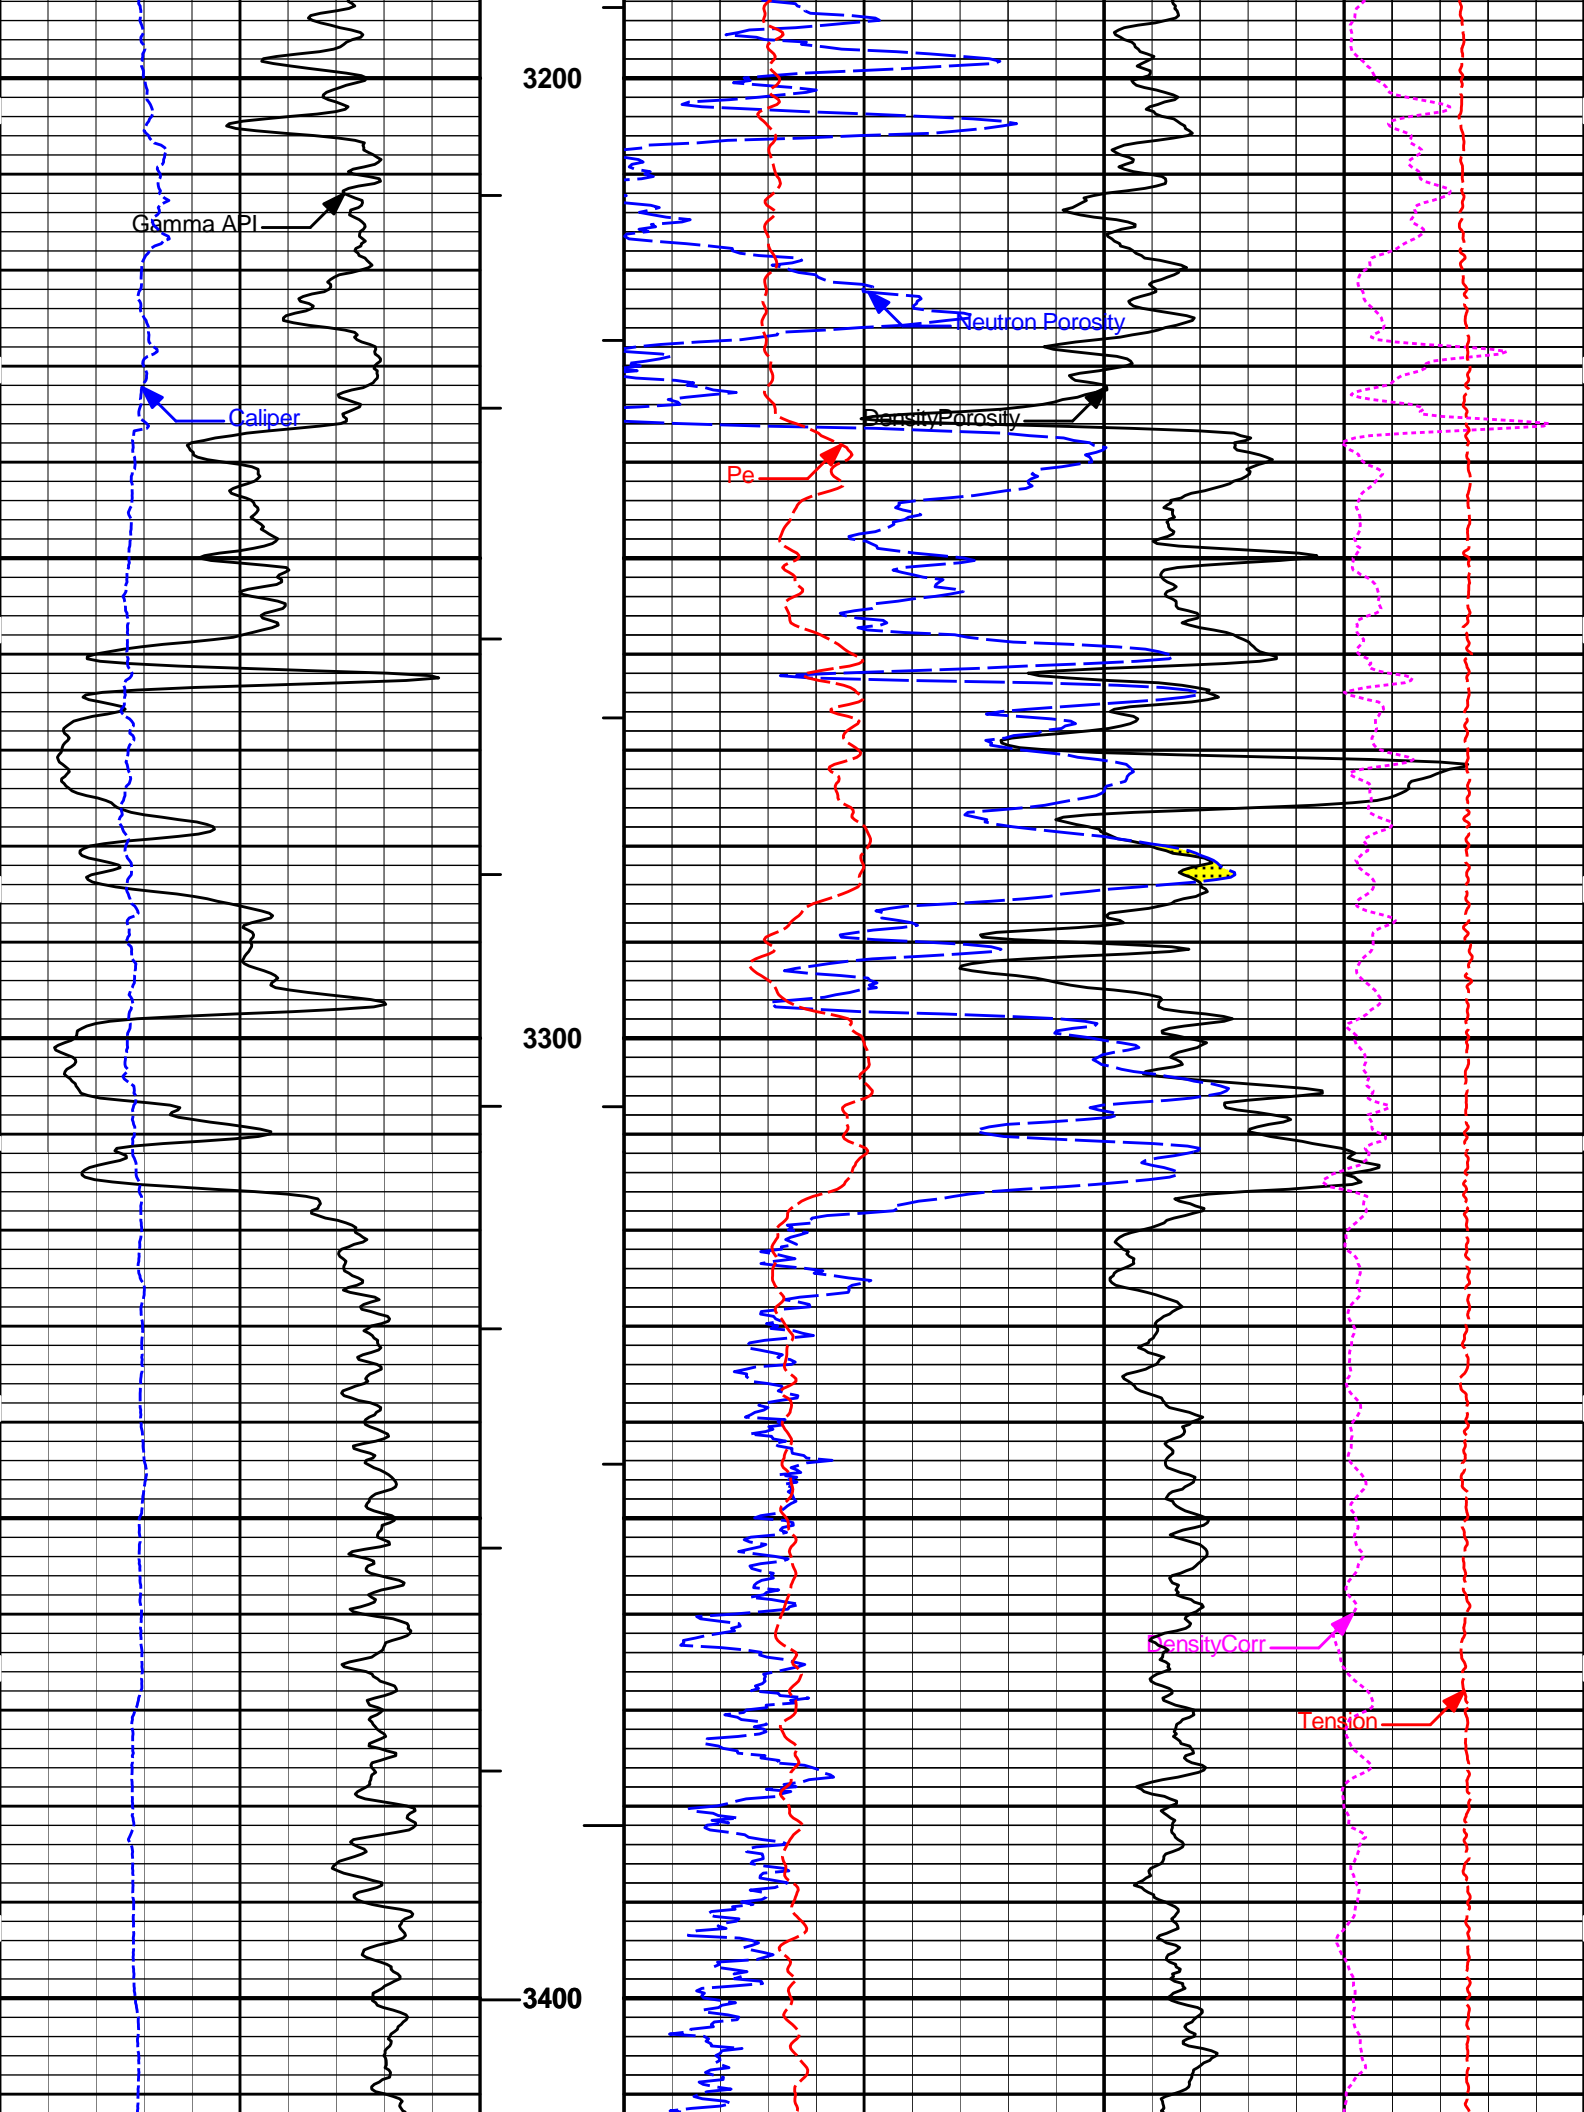 3200
Gamma API
Neutron Porosity
Caliper
DensityPorosity
Pe
3300
DensityCorr
Tension
3400